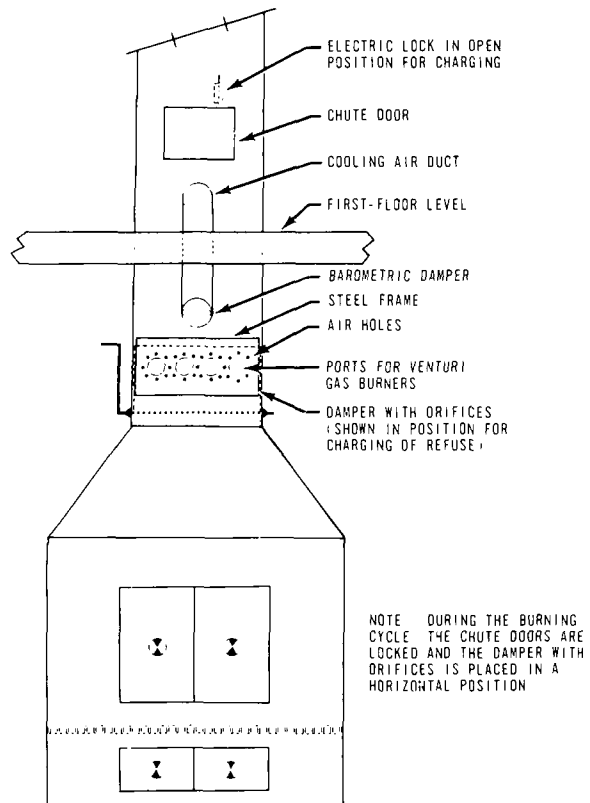 ELECTRIC LOCK IN OPEN
POSITION FOR CHARGING
CHUTE DOOR
COOLING AIR DUCT
FIRST-FLOOR LEVEL
BAROMETRIC DAMPER
STEEL FRAME
AIR HOLES
PORTS FOR VENTURI
GAS BURNERS
DAMPER WITH ORIFICES
(SHOWN IN POSITION FOR
CHARGING OF REFUSE)
NOTE DURING THE BURNING
CYCLE THE CHUTE DOORS ARE
LOCKED AND THE DAMPER WITH
ORIFICES IS PLACED IN A
HORIZONTAL POSITION